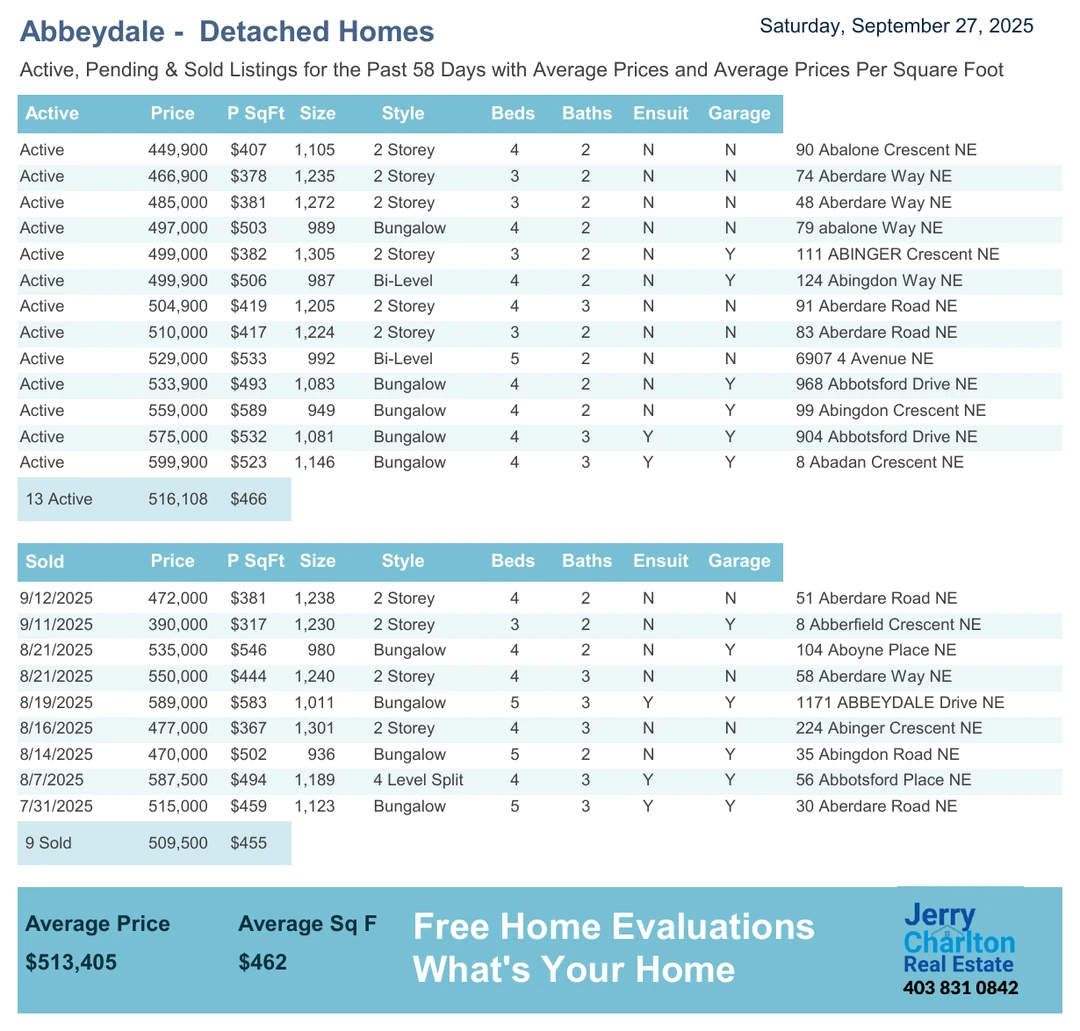 Abbeydale - Detached Homes
Saturday, September 27, 2025
Active, Pending & Sold Listings for the Past 58 Days with Average Prices and Average Prices Per Square Foot
Active Price P SqFt Size Style Beds Baths Ensuit Garage
Active 449,900 $407 1,105 2 Storey 4 2 N N 90 Abalone Crescent NE
Active 466,900 $378 1,235 2 Storey 3 2 N N 74 Aberdare Way NE
Active 485,000 $381 1,272 2 Storey 3 2 N N 48 Aberdare Way NE
Active 497,000 $503 989 Bungalow 4 2 N N 79 abalone Way NE
Active 499,000 $382 1,305 2 Storey 3 2 N Y 111 ABINGER Crescent NE
Active 499,900 $506 987 Bi-Level 4 2 N Y 124 Abingdon Way NE
Active 504,900 $419 1,205 2 Storey 4 3 N N 91 Aberdare Road NE
Active 510,000 $417 1,224 2 Storey 3 2 N N 83 Aberdare Road NE
Active 529,000 $533 992 Bi-Level 5 2 N N 6907 4 Avenue NE
Active 533,900 $493 1,083 Bungalow 4 2 N Y 968 Abbotsford Drive NE
Active 559,000 $589 949 Bungalow 4 2 N Y 99 Abingdon Crescent NE
Active 575,000 $532 1,081 Bungalow 4 3 Y Y 904 Abbotsford Drive NE
Active 599,900 $523 1,146 Bungalow 4 3 Y Y 8 Abadan Crescent NE
13 Active 516,108 $466
Sold Price P SqFt Size Style Beds Baths Ensuit Garage
9/12/2025 472,000 $381 1,238 2 Storey 4 2 N N 51 Aberdare Road NE
9/11/2025 390,000 $317 1,230 2 Storey 3 2 N Y 8 Abberfield Crescent NE
8/21/2025 535,000 $546 980 Bungalow 4 2 N Y 104 Aboyne Place NE
8/21/2025 550,000 $444 1,240 2 Storey 4 3 N N 58 Aberdare Way NE
8/19/2025 589,000 $583 1,011 Bungalow 5 3 Y Y 1171 ABBEYDALE Drive NE
8/16/2025 477,000 $367 1,301 2 Storey 4 3 N N 224 Abinger Crescent NE
8/14/2025 470,000 $502 936 Bungalow 5 2 N Y 35 Abingdon Road NE
8/7/2025 587,500 $494 1,189 4 Level Split 4 3 Y Y 56 Abbotsford Place NE
7/31/2025 515,000 $459 1,123 Bungalow 5 3 Y Y 30 Aberdare Road NE
9 Sold 509,500 $455
Average Price Average Sq F
$513,405 $462
Free Home Evaluations
What's Your Home
Jerry
Charlton
Real Estate
403 831 0842